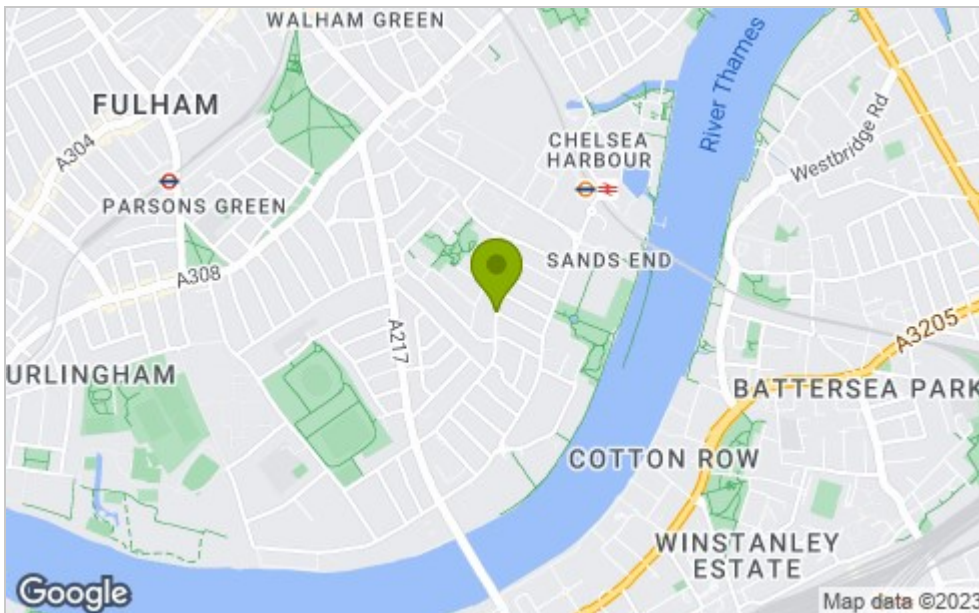 WALHAM GREEN
FULHAM
A304
PARSONS GREEN
A308
CHELSEA
HARBOUR
River Thames
Westbridge Rd
SANDS END
A217
A3205
URLINGHAM
BATTERSEA PARK
COTTON ROW
WINSTANLEY
ESTATE
Google
Map data ©2023